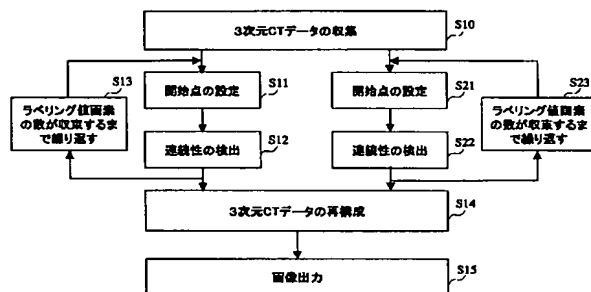 3次元CTデータの収集
S10
S13
S23
開始点の設定
S11
開始点の設定
S21
ラベリング値画素
の数が収束するま
で繰り返す
ラベリング値画素
の数が収束するま
で繰り返す
連続性の検出
S12
連続性の検出
S22
3次元CTデータの再構成
S14
画像出力
S15